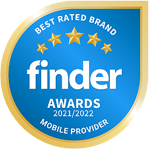 BEST RATED BRAND
finder
AWARDS
2021/2022
MOBILE PROVIDER